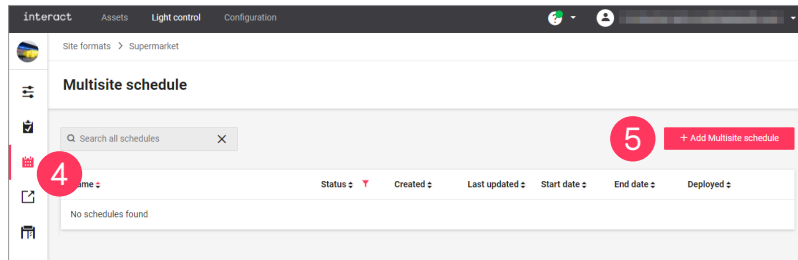 interact Assets Light control Configuration
Site formats > Supermarket
Multisite schedule
Search all schedules
5
+ Add Multisite schedule
4
ame Status Created Last updated Start date End date Deployed
No schedules found